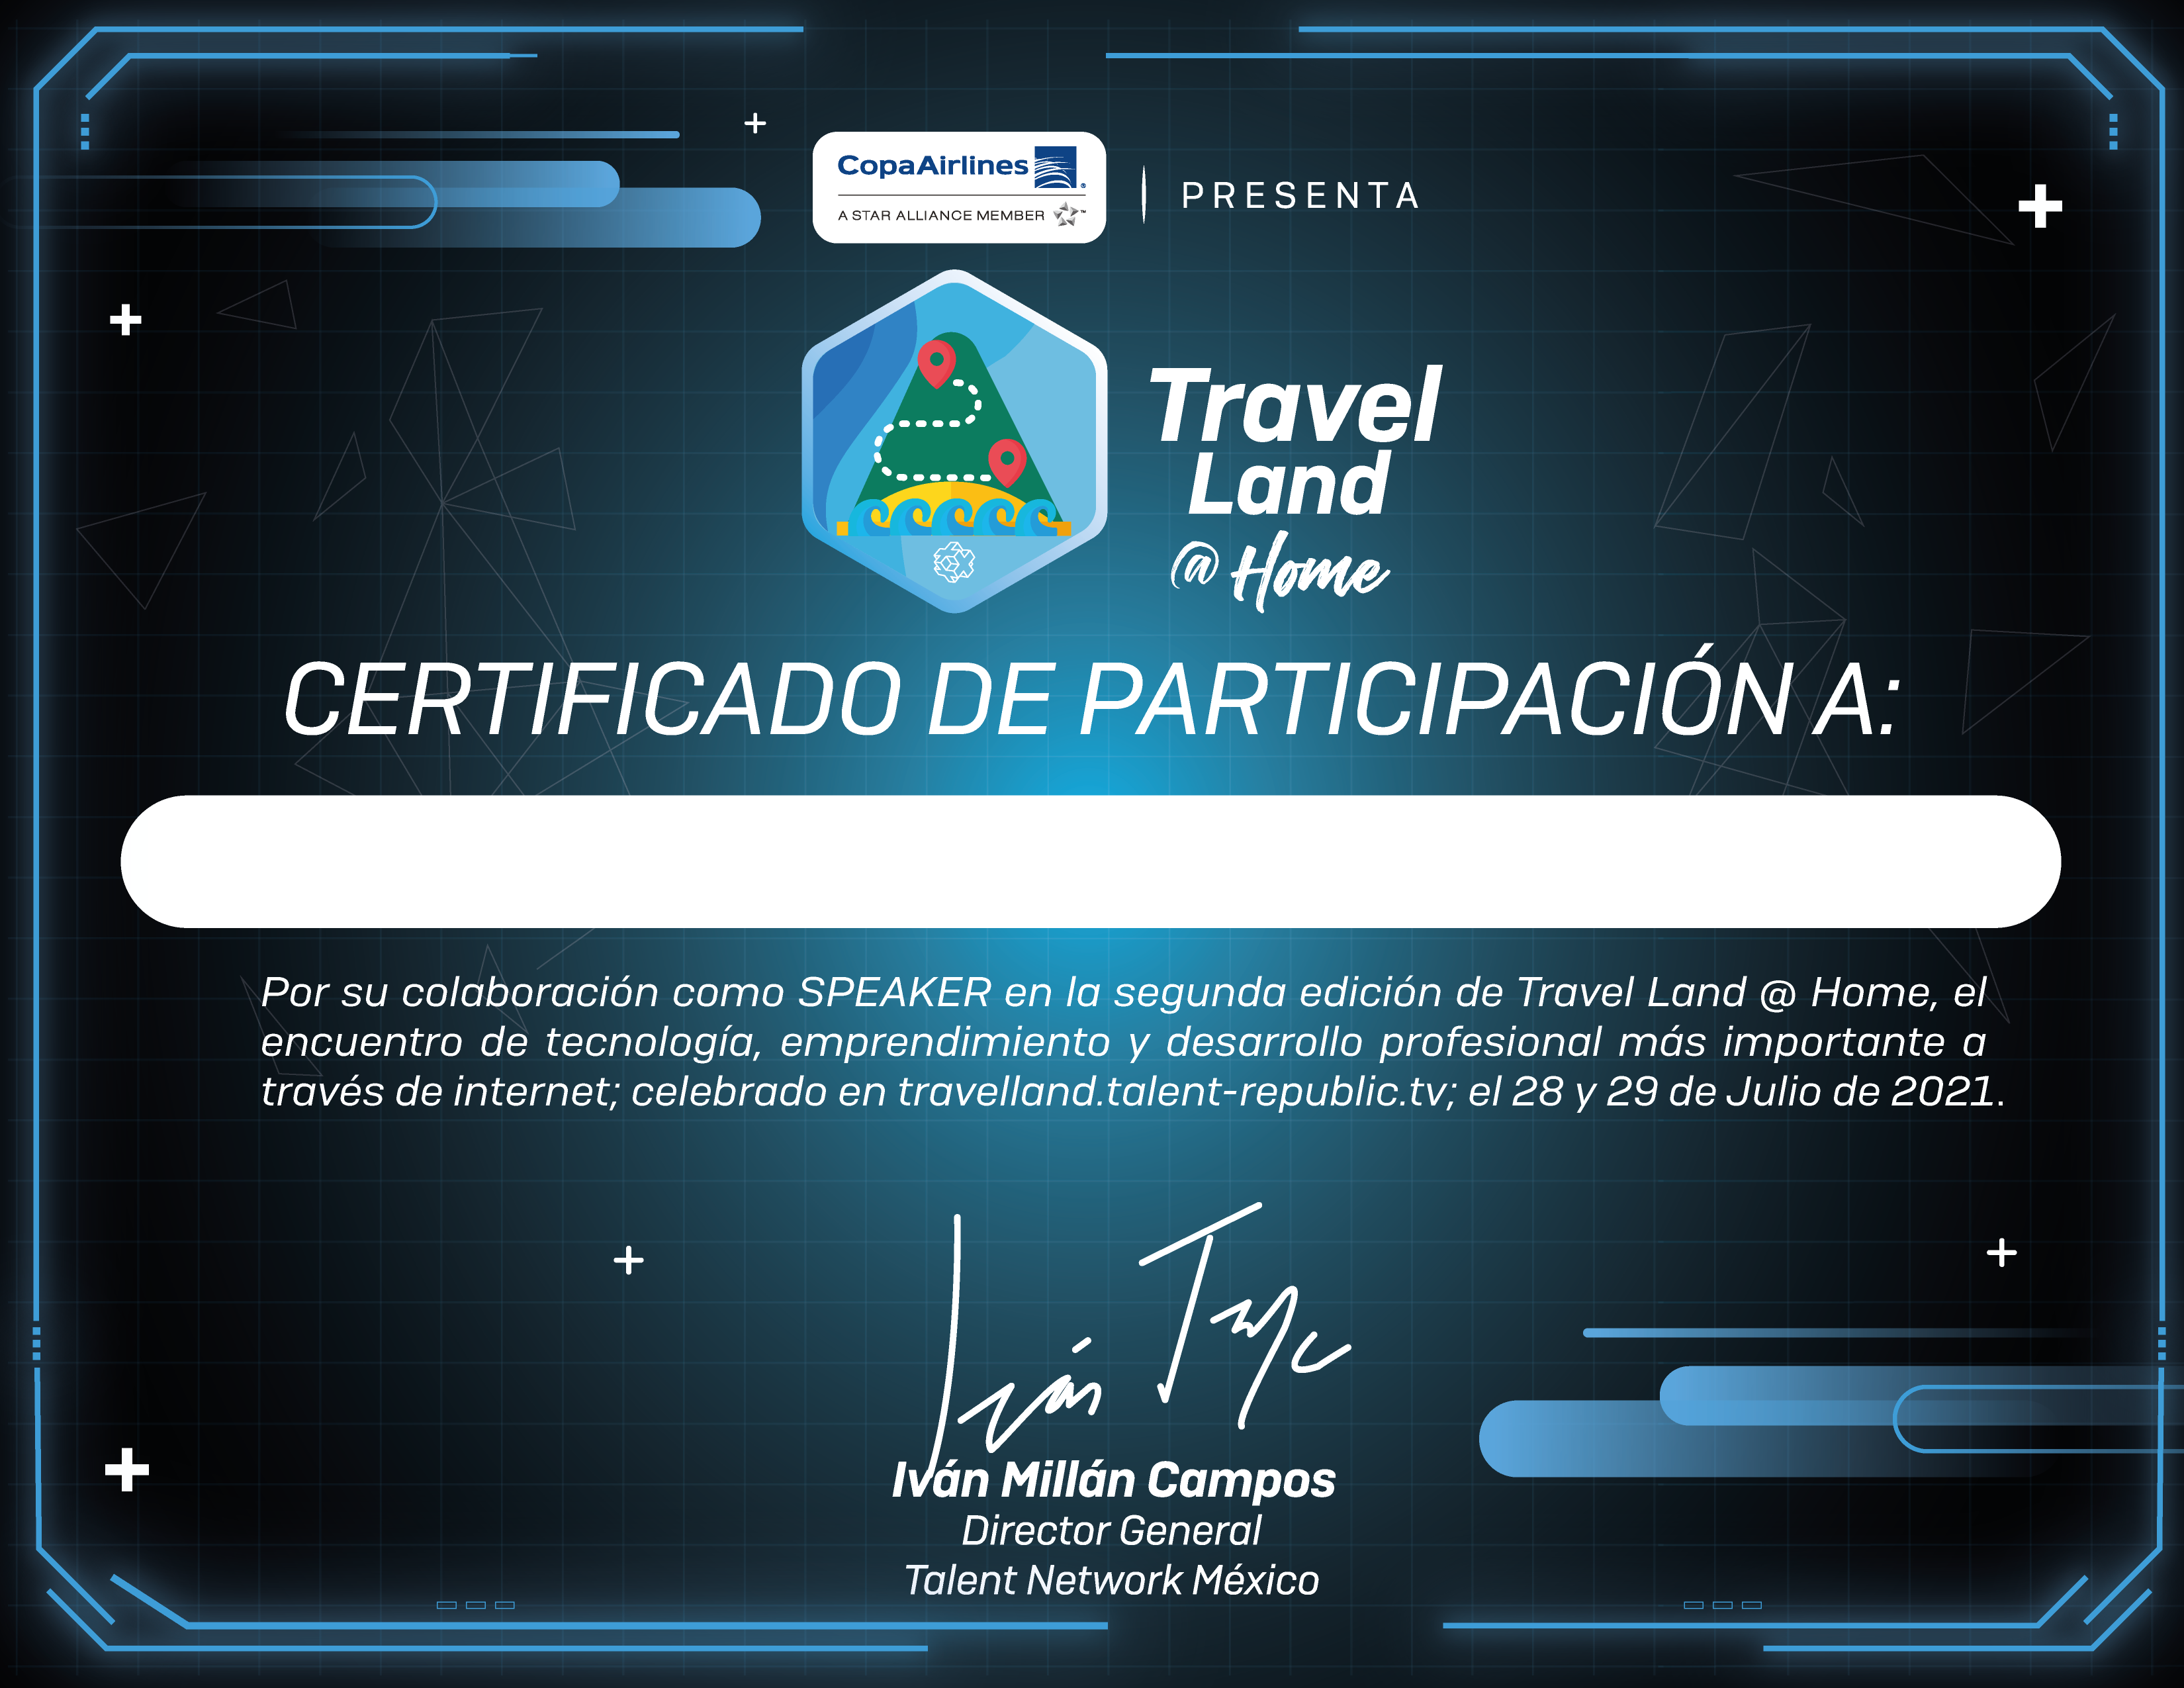 CopaAirlines
A STAR ALLIANCE MEMBER
PRESENTA
Travel
Land
@ Home
CERTIFICADO DE PARTICIPACIÓN A:
Por su colaboración como SPEAKER en la segunda edición de Travel Land @ Home, el
encuentro de tecnología, emprendimiento y desarrollo profesional más importante a
través de internet; celebrado en travelland.talent-republic.tv; el 28 y 29 de Julio de 2021.
Iván Millán Campos
Director General
Talent Network México